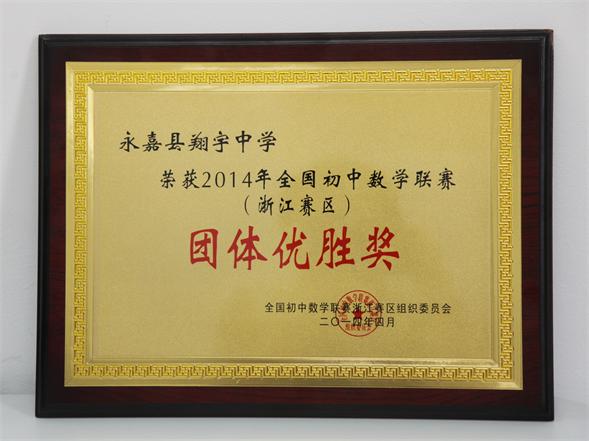 永嘉县翔宇中学
荣获2014年全国初中数学联赛
（浙江赛区）
团体优胜奖
全国初中数学联赛浙江赛区组织委员会
二〇一四年四月